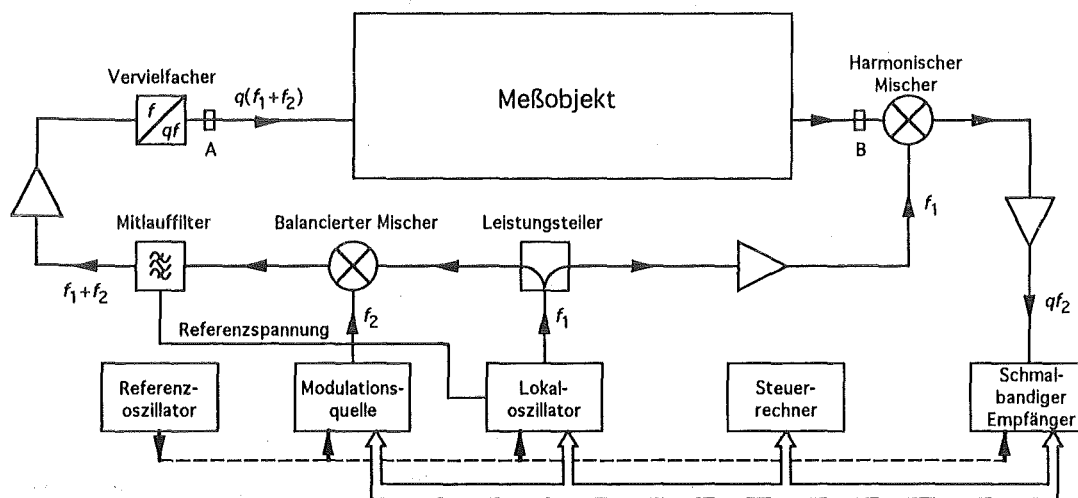 Vervielfacher
f
qf
A
q(f₁+f₂)
Meßobjekt
Harmonischer
Mischer
B
f₁
Mitlauffilter
Balancierter Mischer
Leistungsteiler
f₁+f₂
f₂
f₁
qf₂
Referenzspannung
Referenz-
oszillator
Modulations-
quelle
Lokal-
oszillator
Steuer-
rechner
Schmal-
bandiger
Empfänger